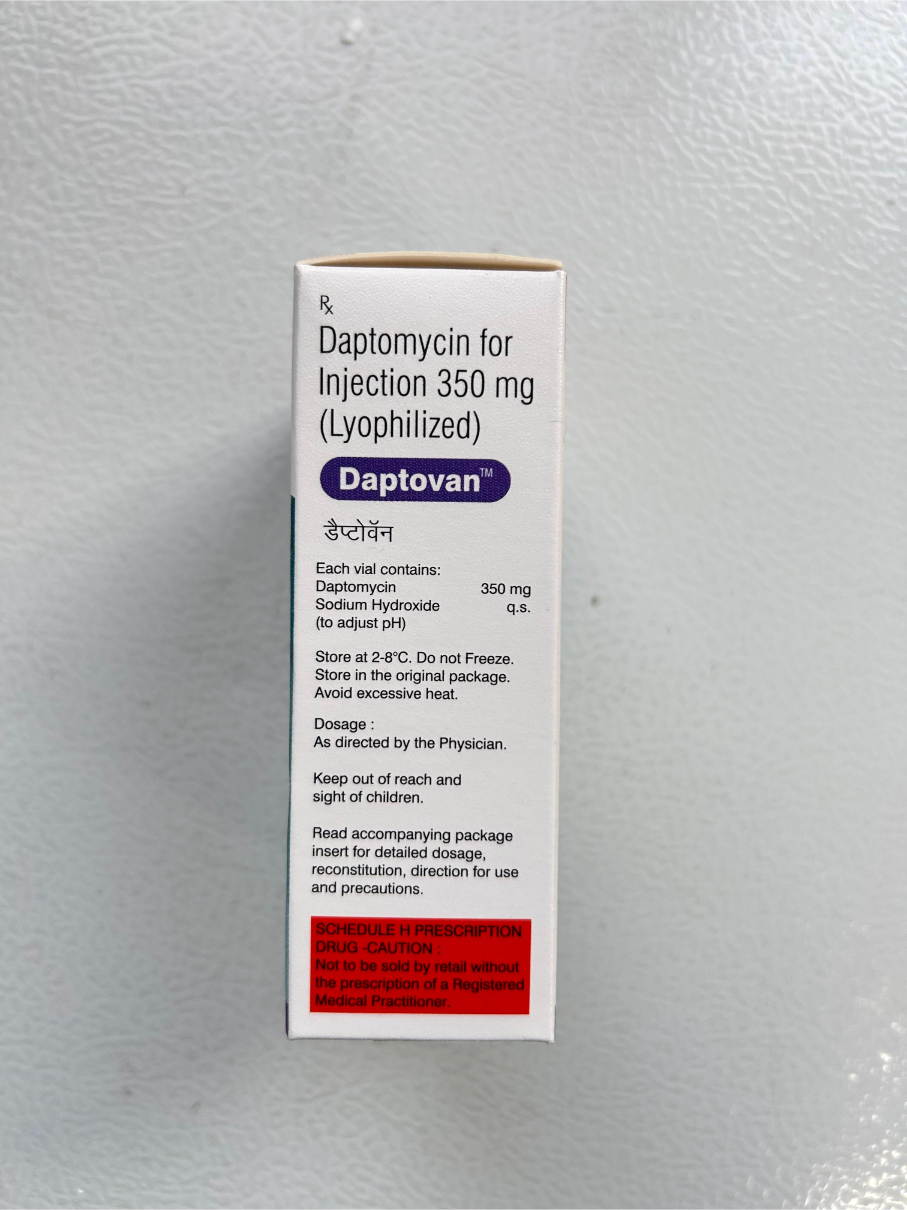 Rx
Daptomycin for
Injection 350 mg
(Lyophilized)
Daptovan™
डैप्टोवॅन
Each vial contains:
Daptomycin 350 mg
Sodium Hydroxide q.s.
(to adjust pH)
Store at 2-8°C. Do not Freeze.
Store in the original package.
Avoid excessive heat.
Dosage :
As directed by the Physician.
Keep out of reach and
sight of children.
Read accompanying package
insert for detailed dosage,
reconstitution, direction for use
and precautions.
SCHEDULE H PRESCRIPTION
DRUG -CAUTION :
Not to be sold by retail without
the prescription of a Registered
Medical Practitioner.